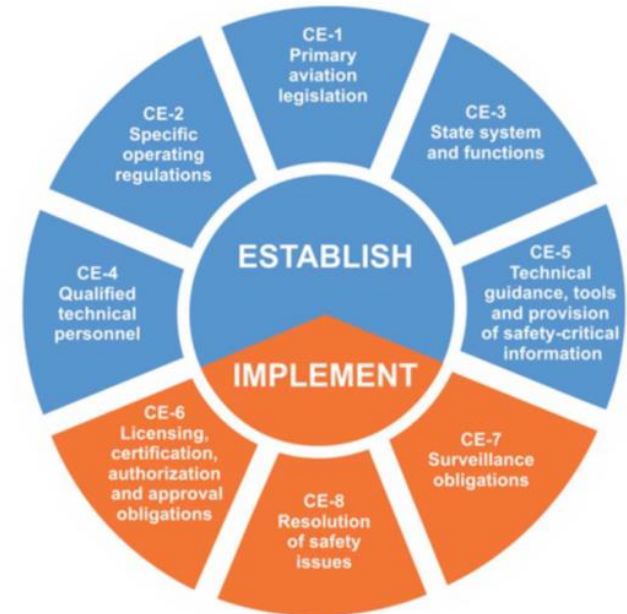 CE-1
Primary
aviation
legislation
CE-2
Specific
operating
regulations
CE-3
State system
and functions
CE-4
Qualified
technical
personnel
ESTABLISH
CE-5
Technical
guidance, tools
and provision
of safety-critical
information
IMPLEMENT
CE-6
Licensing,
certification,
authorization
and approval
obligations
CE-7
Surveillance
obligations
CE-8
Resolution
of safety
issues